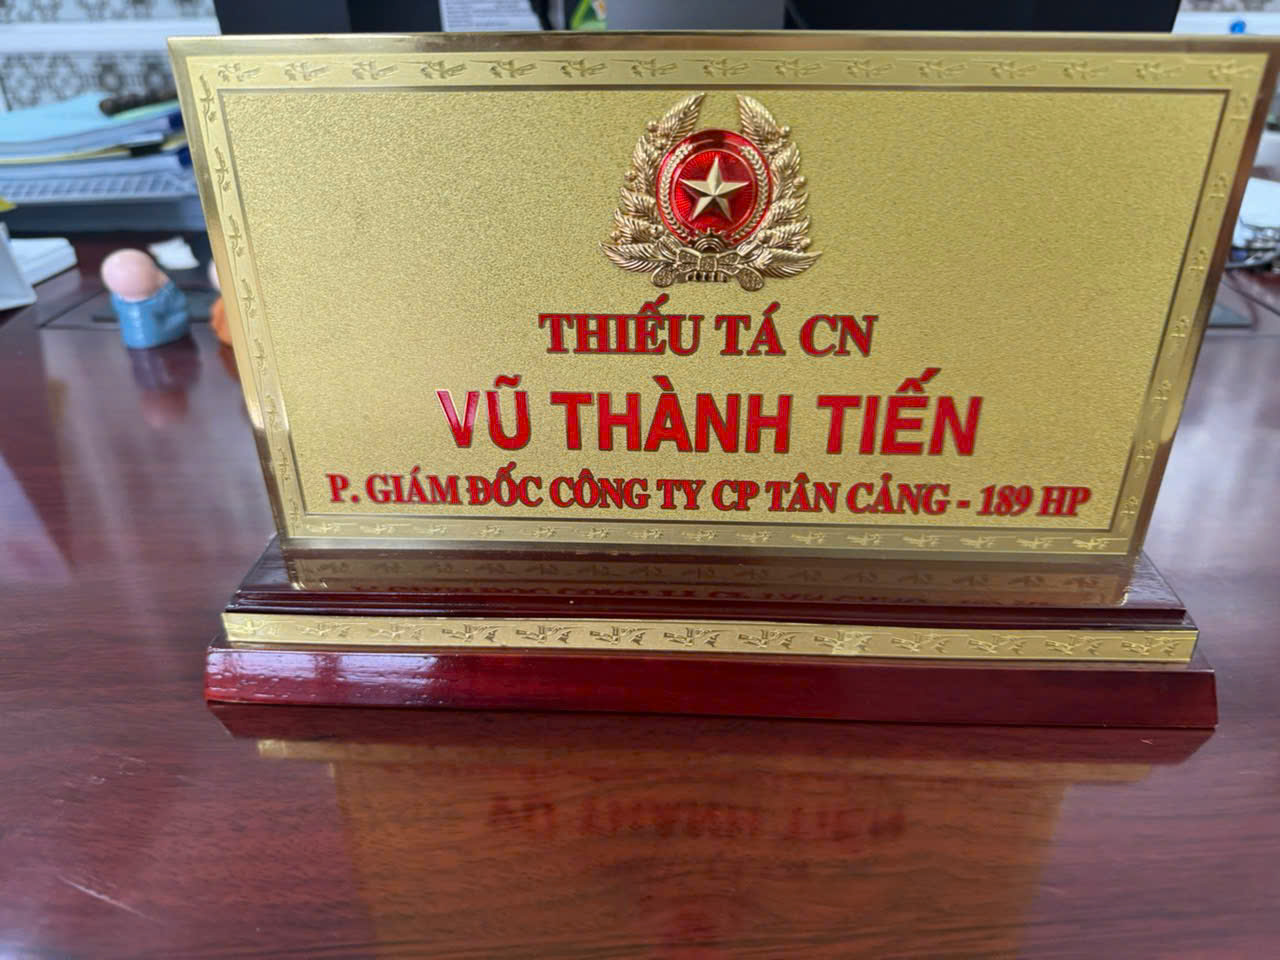 THIẾU TÁ CN
VŨ THÀNH TIẾN
P. GIÁM ĐỐC CÔNG TY CP TÂN CẢNG - 189 HP